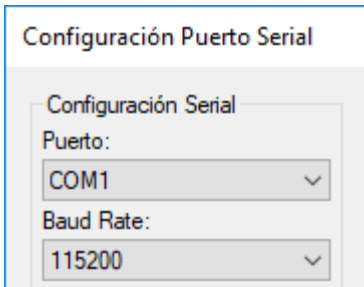 Configuración Puerto Serial
Configuración Serial
Puerto:
COM1
Baud Rate:
115200